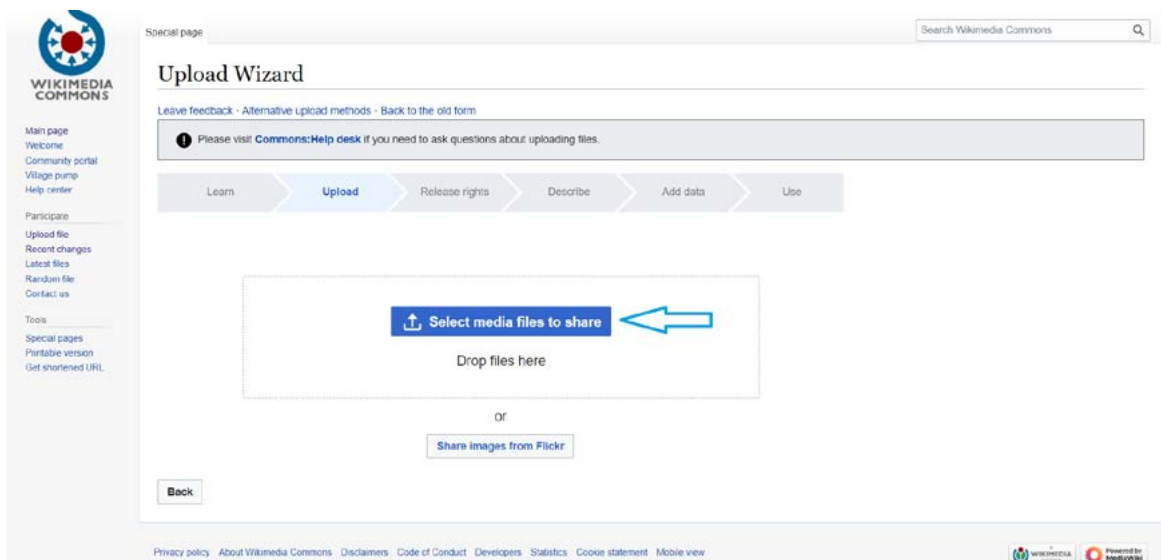 Special page
Search Wikimedia Commons
WIKIMEDIA
COMMONS
Upload Wizard
Leave feedback - Alternative upload methods - Back to the old form
Please visit Commons:Help desk if you need to ask questions about uploading files.
Main page
Welcome
Community portal
Village pump
Help center
Participate
Upload file
Recent changes
Latest files
Random file
Contact us
Tools
Special pages
Printable version
Get shortened URL
Learn Upload Release rights Describe Add data Use
Select media files to share
Drop files here
or
Share images from Flickr
Back
Privacy policy About Wikimedia Commons Disclaimers Code of Conduct Developers Statistics Cookie statement Mobile view
WIKIMEDIA
Powered by
MediaWiki